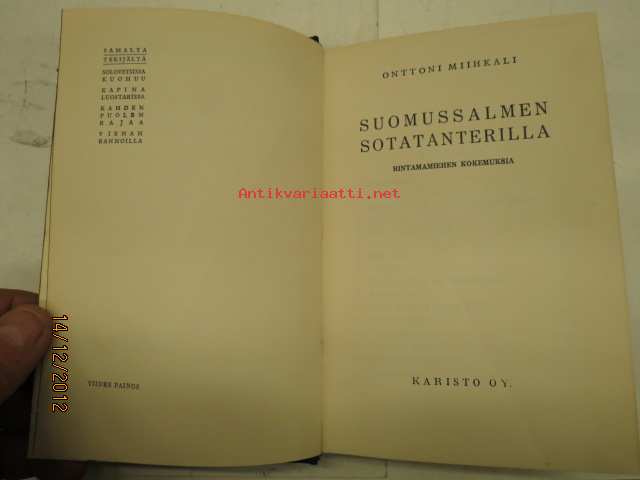 SAMALTA
TEKIJÄLTÄ
SOLOVETSISSA
KUOHUU
KAPINA
LUOSTARISSA
KAHDEN
PUOLEN
RAJAA
VIENAN
RANNOILLA
VIIDES PAINOS
ONTTONI MIIHKALI
SUOMUSSALMEN
SOTATANTERILLA
RINTAMAMIEHEN KOKEMUKSIA
KARISTO OY.
Antikvariaatti.net
14/12/2012